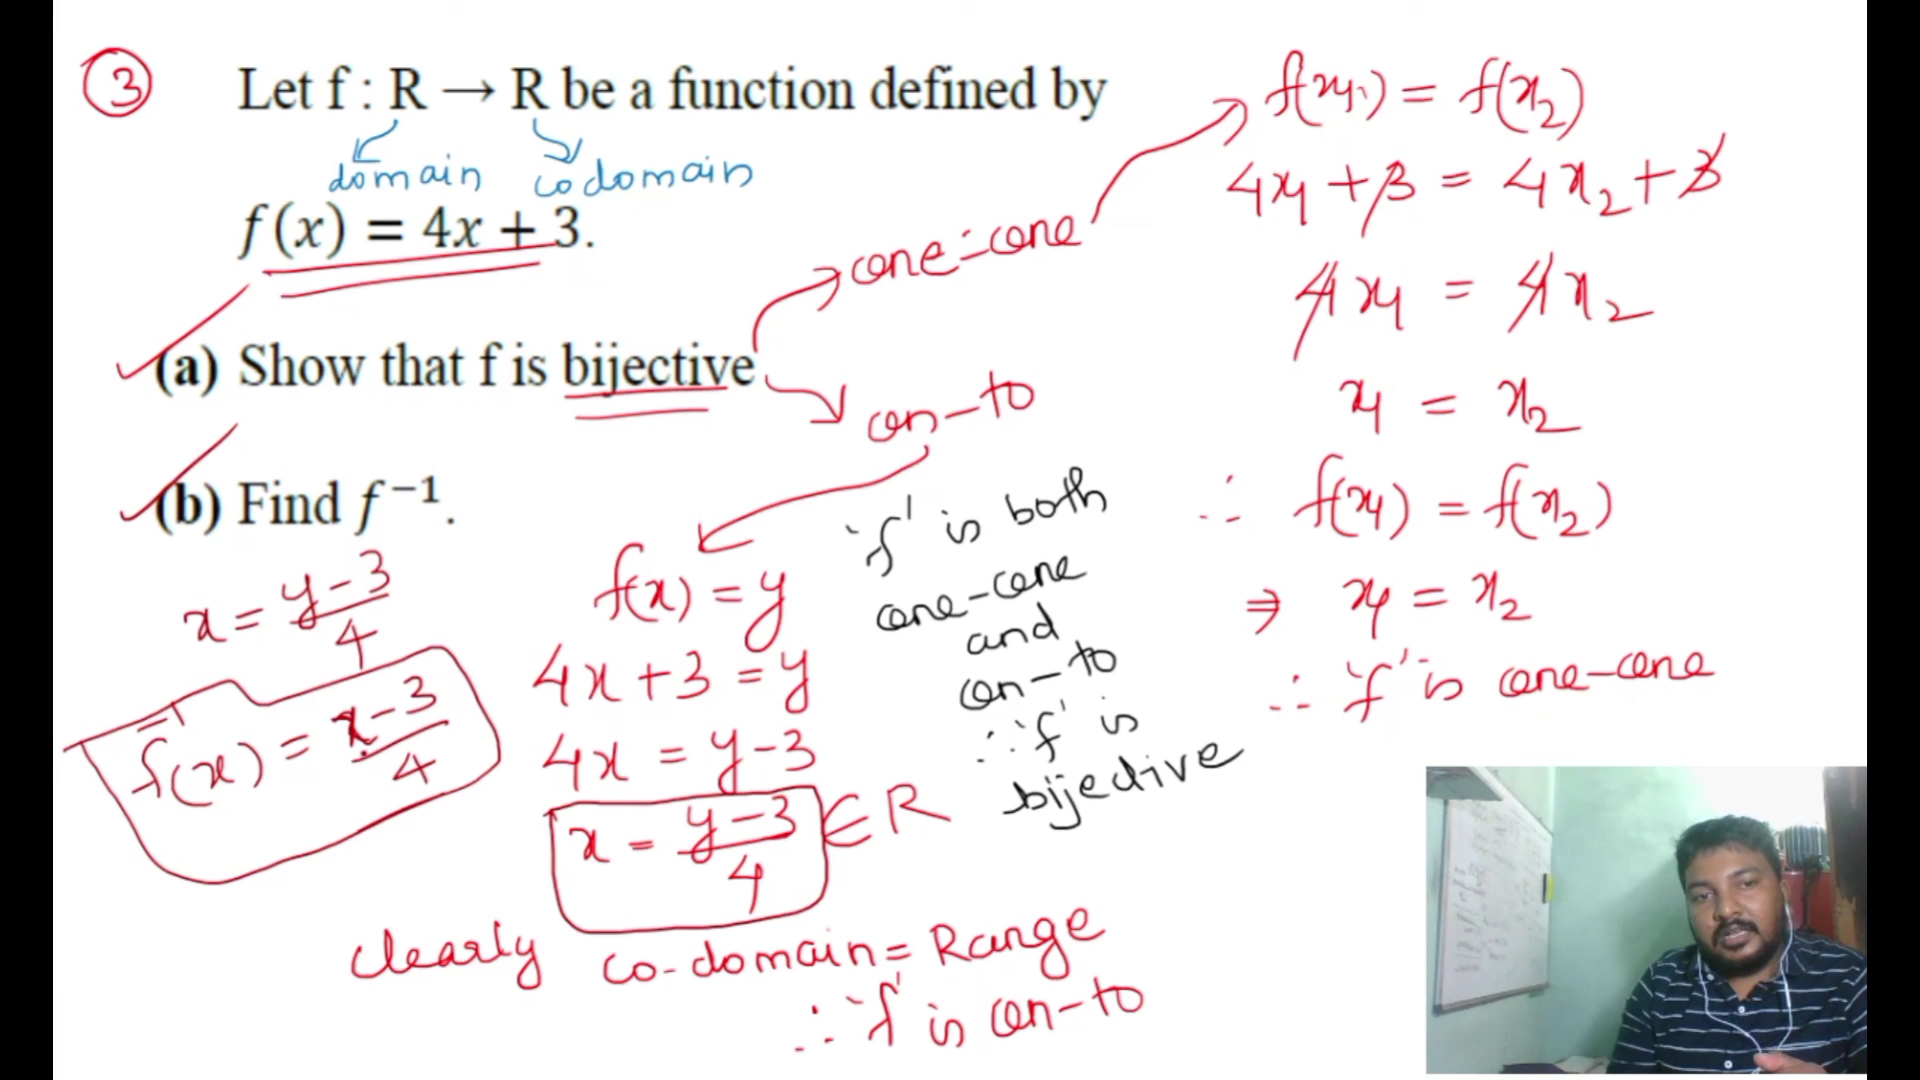 3
Let f : R → R be a function defined by
domain codomain
f(x) = 4x + 3.
(a) Show that f is bijective
one-one
on-to
(b) Find f⁻¹.
x = y-3/4
f⁻¹(x) = x-3/4
f(x) = y
4x+3 = y
4x = y-3
x = y-3/4 ∈ R
clearly co-domain = Range
∴ 'f' is on-to
'f' is both
one-one
and
on-to
∴ 'f' is
bijective
f(x₁) = f(x₂)
4x₁+3 = 4x₂+3
4x₁ = 4x₂
x₁ = x₂
∴ f(x₁) = f(x₂)
⇒ x₁ = x₂
∴ 'f' is one-one